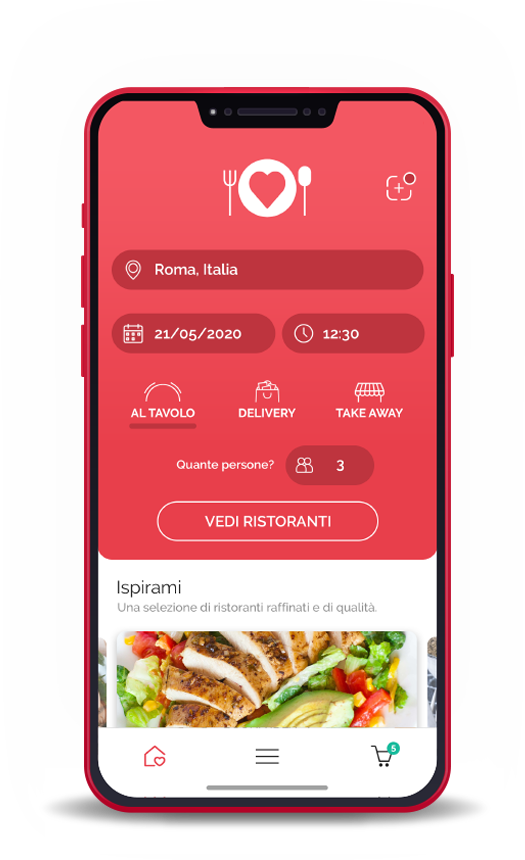 Roma, Italia
21/05/2020
12:30
AL TAVOLO
DELIVERY
TAKE AWAY
Quante persone?
3
VEDI RISTORANTI
Ispirami
Una selezione di ristoranti raffinati e di qualità.
5